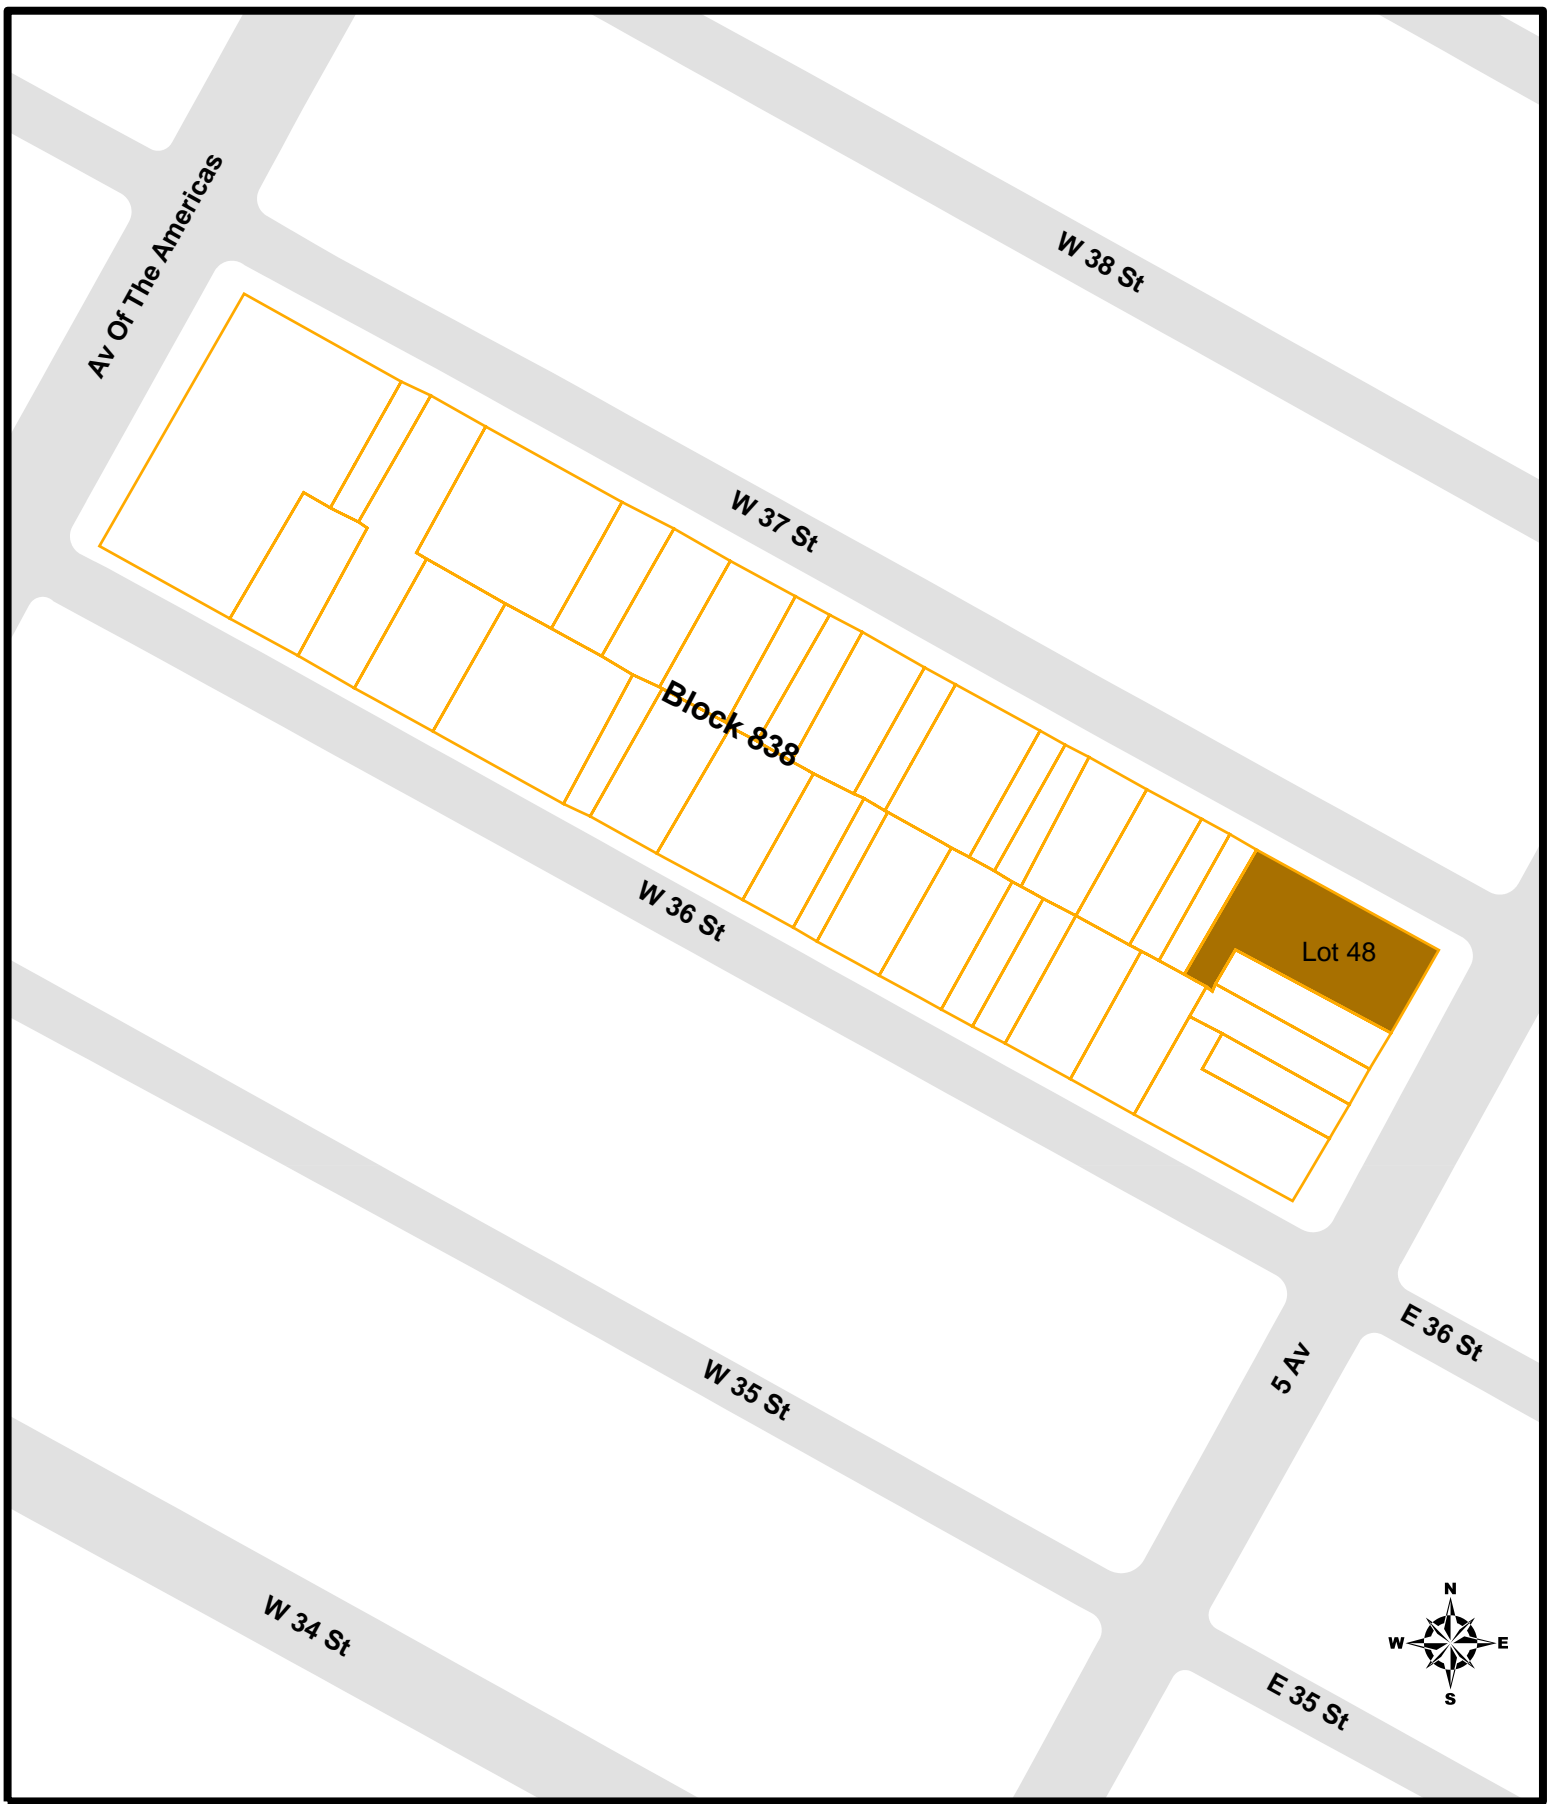 Av Of The Americas
W 38 St
W 37 St
Block 838
W 36 St
Lot 48
E 36 St
5 Av
W 35 St
W 34 St
E 35 St
N
W E
S